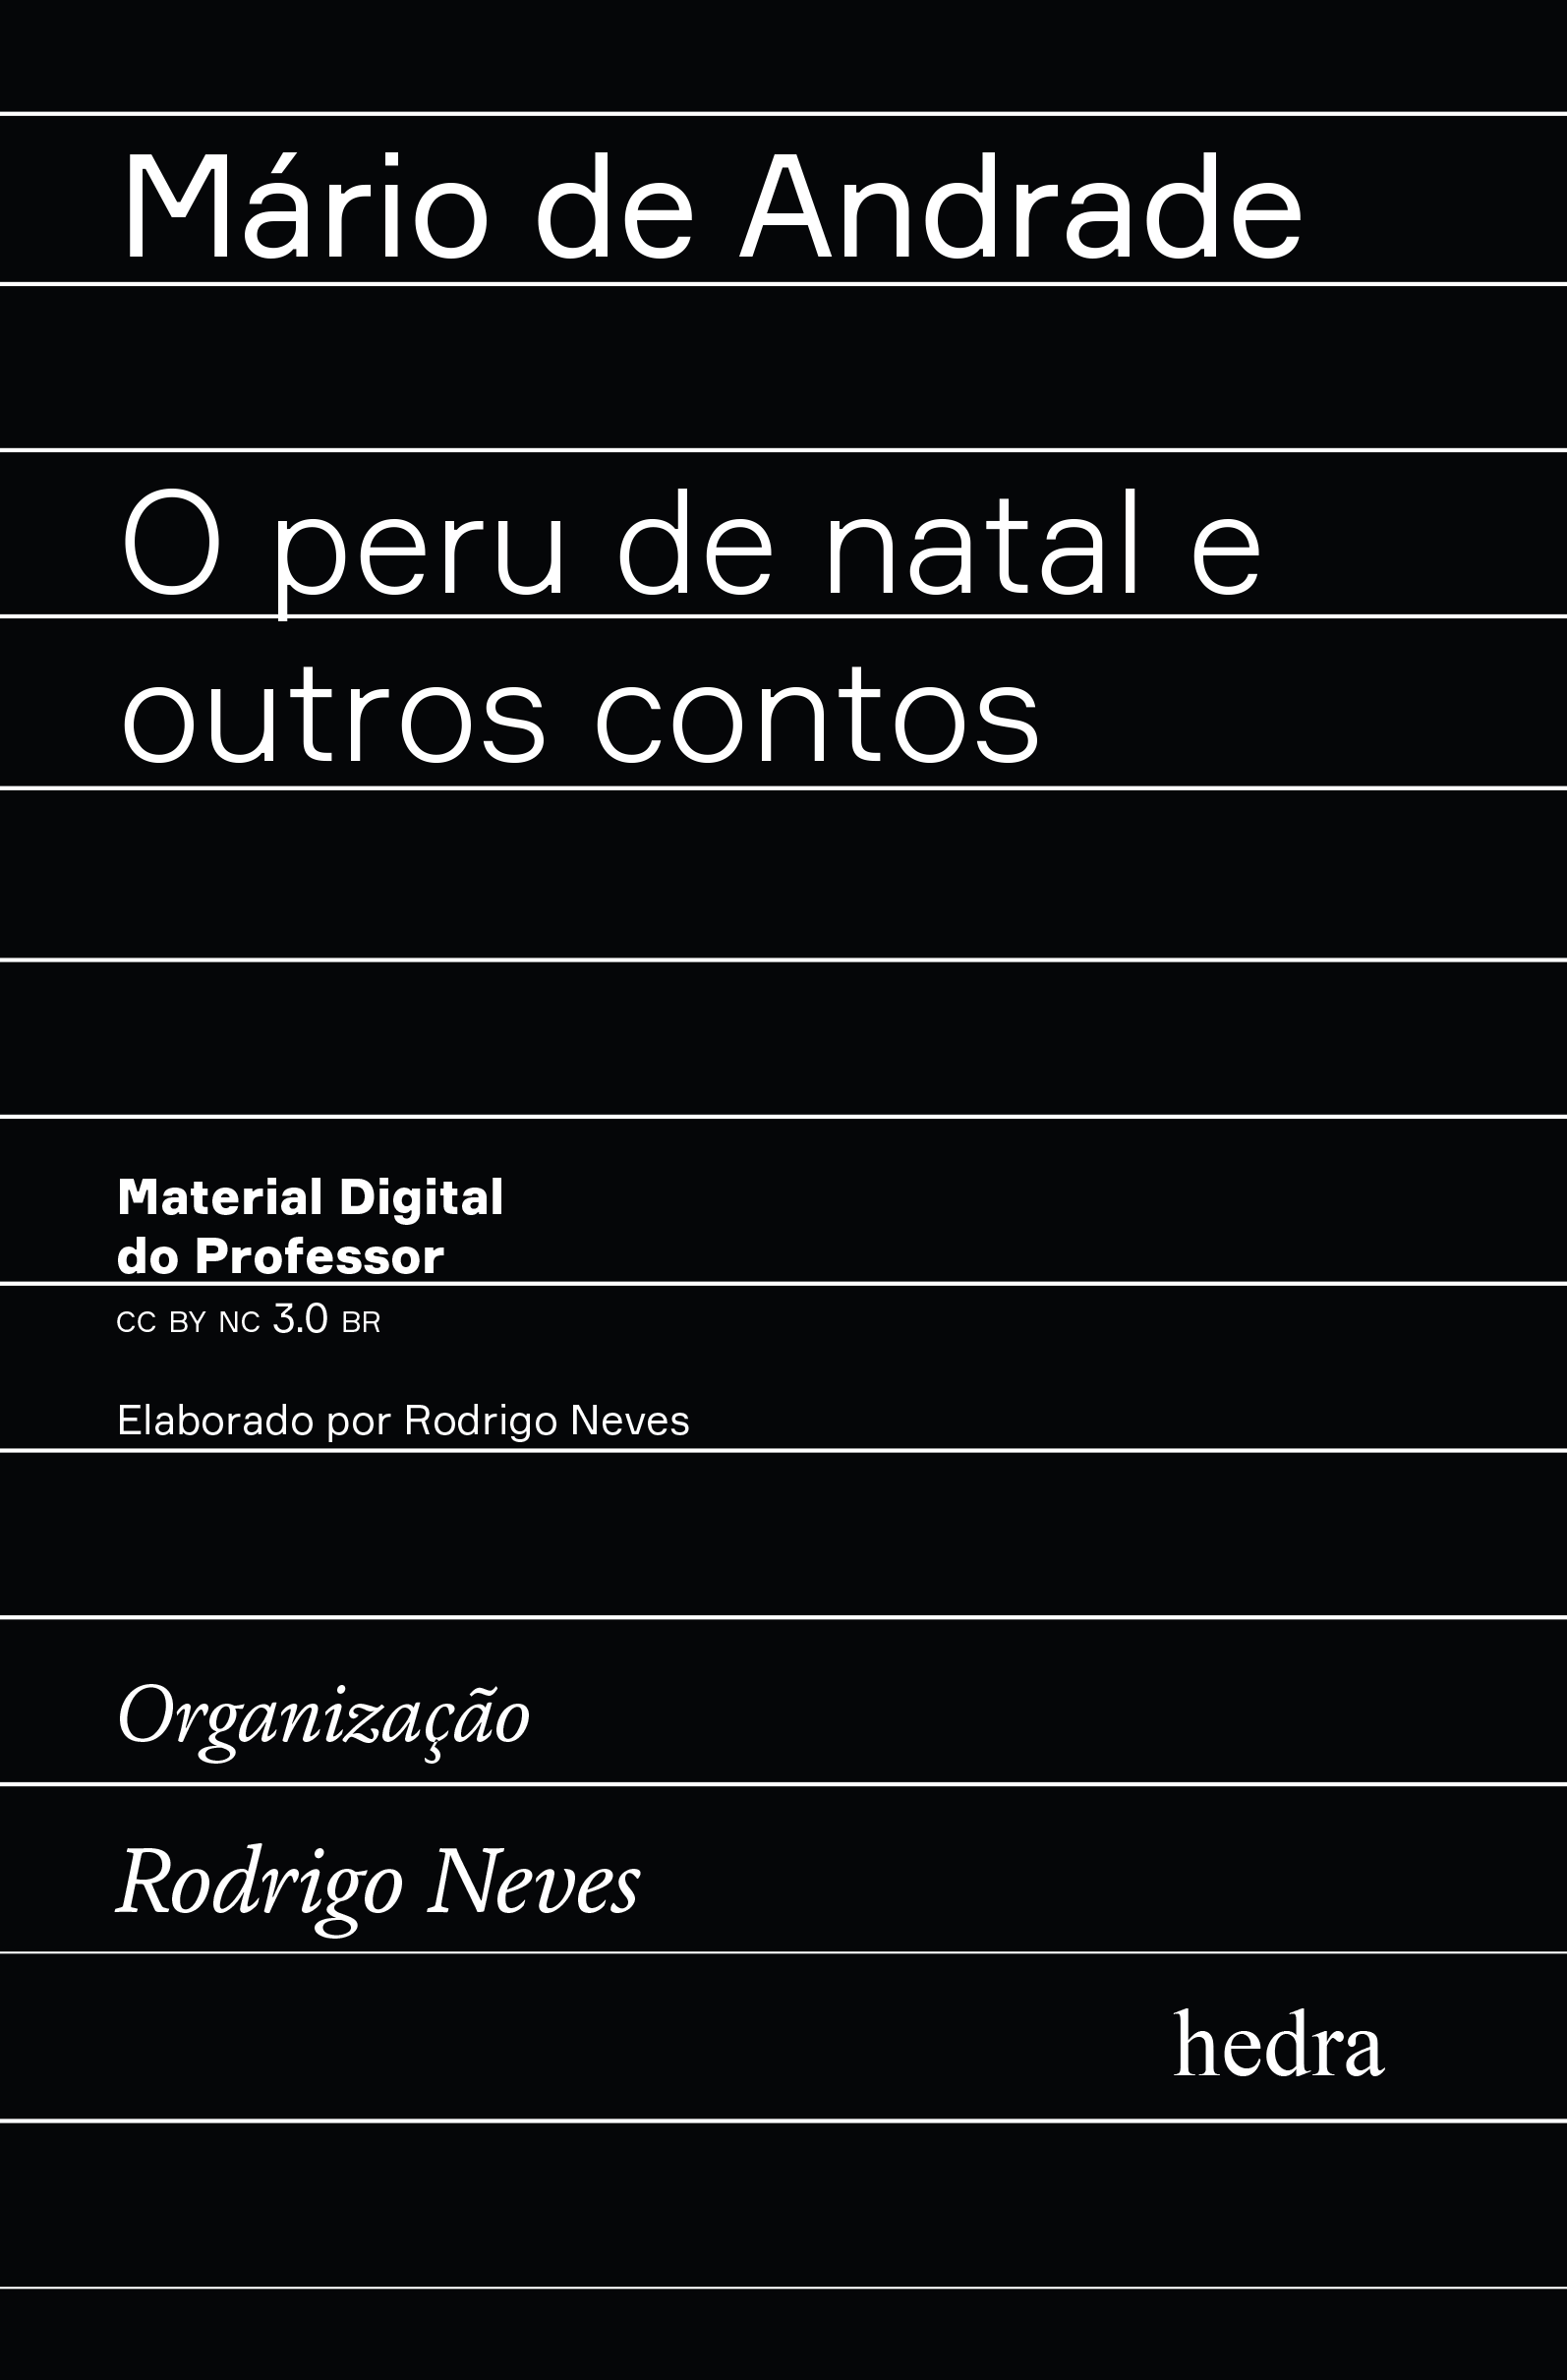 Mário de Andrade
O peru de natal e
outros contos
Material Digital
do Professor
CC BY NC 3.0 BR
Elaborado por Rodrigo Neves
Organização
Rodrigo Neves
hedra